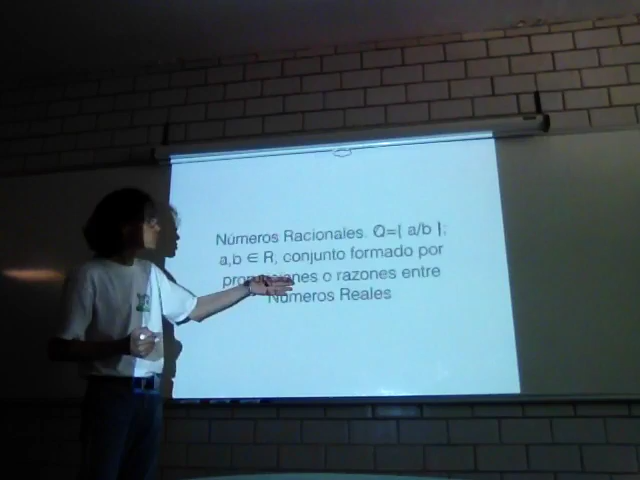 Números Racionales. Q=[ a/b ];
a,b ∈ R, conjunto formado por
o razones entre
Números Reales